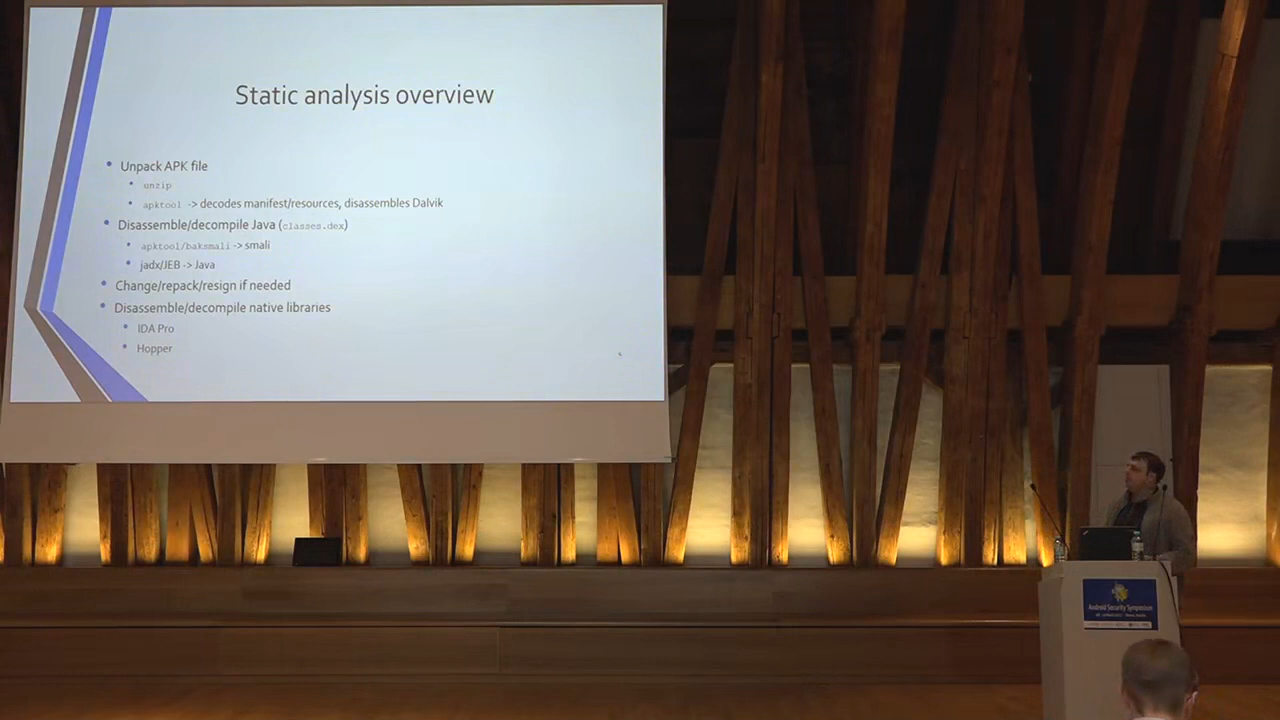 Static analysis overview
• Unpack APK file
• unzip
• apktool -> decodes manifest/resources, disassembles Dalvik
• Disassemble/decompile Java (classes.dex)
• apktool/baksmali -> smali
• jadx/JEB -> Java
• Change/repack/resign if needed
• Disassemble/decompile native libraries
• IDA Pro
• Hopper
Android Security Symposium